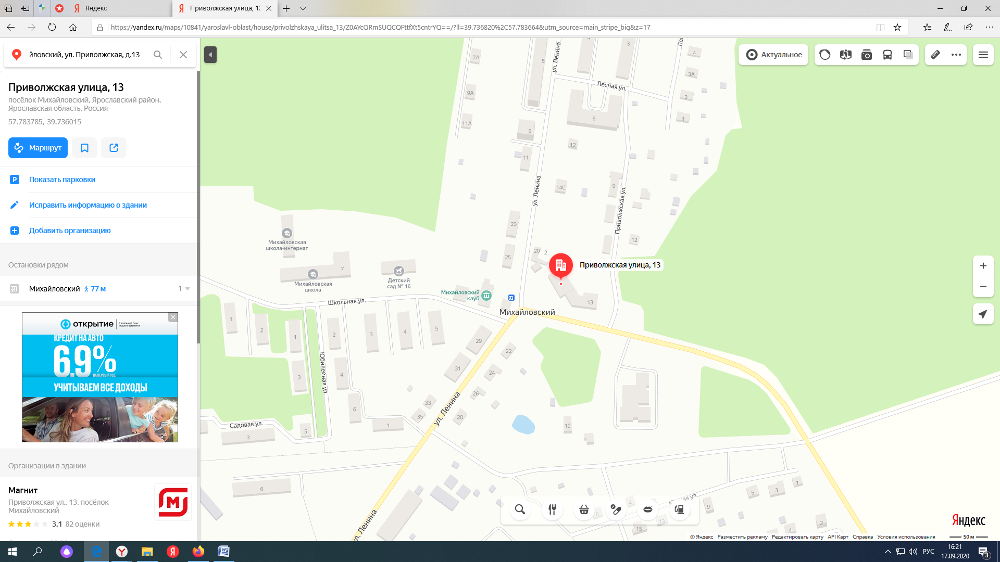 Яндекс
Приволжская улица, 13
https://yandex.ru/maps/10841/yaroslavl-oblast/house/privolzhskaya_ulitsa_13/Z0AYcQRmSUQCQFttfXt5cntrYQ==/?ll=39.736820%2C57.783664&utm_source=main_stripe_big&z=17
йловский, ул. Приволжская, д.13
Приволжская улица, 13
посёлок Михайловский, Ярославский район,
Ярославская область, Россия
57.783785, 39.736015
Маршрут
Показать парковки
Исправить информацию о здании
Добавить организацию
Остановки рядом
Михайловский 77 м 1
открытие
Надёжный банк
нашего времени
КРЕДИТ НА АВТО
6.9%
НА ПЕРВЫЙ ГОД
УЧИТЫВАЕМ ВСЕ ДОХОДЫ
Организации в здании
Магнит
Приволжская ул., 13, посёлок
Михайловский
3.1 82 оценки
Актуальное
7А
5
ул. Ленина
3
4
3А
Лесная ул.
9А
2
11А
6
1
9
12
11
14С
9
ул. Ленина
Приволжская ул.
23
12
Михайловская
школа-интернат
25
20
2
Приволжская улица, 13
7
Михайловская
школа
Детский
сад № 16
Михайловский
клуб
Школьная ул.
13
Михайловский
1
2
1
2
3
4
5
29
22
Юбилейная ул.
3
4
31
24
26
6
33
35
28
ул. Ленина
Садовая ул.
3
5
1
10
6
ул. Ленина
5
3
1
9
4
6
13
15
2
4
Яндекс
© Яндекс Разместить рекламу Редактировать карту API Карт Справка Условия использования 50 м
РУС
16:21
17.09.2020
3